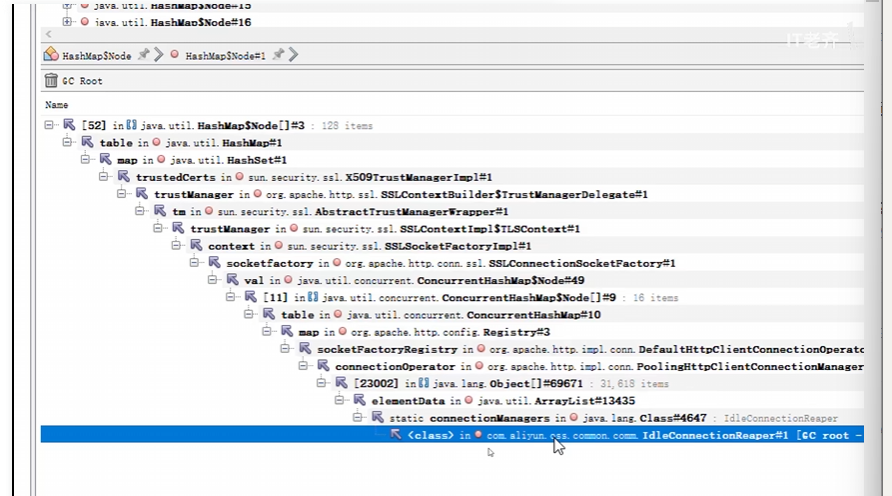 java.util.HashMap$Node#15
java.util.HashMap$Node#16
IT老齐
HashMap$Node HashMap$Node#1
GC Root
Name
[52] in java.util.HashMap$Node[]#3 : 128 items
table in java.util.HashMap#1
map in java.util.HashSet#1
trustedCerts in sun.security.ssl.X509TrustManagerImpl#1
trustManager in org.apache.http.ssl.SSLContextBuilder$TrustManagerDelegate#1
tm in sun.security.ssl.AbstractTrustManagerWrapper#1
trustManager in sun.security.ssl.SSLContextImpl$TLSContext#1
context in sun.security.ssl.SSLSocketFactoryImpl#1
socketfactory in org.apache.http.conn.ssl.SSLConnectionSocketFactory#1
val in java.util.concurrent.ConcurrentHashMap$Node#49
[11] in java.util.concurrent.ConcurrentHashMap$Node[]#9 : 16 items
table in java.util.concurrent.ConcurrentHashMap#10
map in org.apache.http.config.Registry#3
socketFactoryRegistry in org.apache.http.impl.conn.DefaultHttpClientConnectionOperato
connectionOperator in org.apache.http.impl.conn.PoolingHttpClientConnectionManager
[23002] in java.lang.Object[]#69671 : 31,618 items
elementData in java.util.ArrayList#13435
static connectionManagers in java.lang.Class#4647 : IdleConnectionReaper
<class> in com.aliyun.oss.common.comm.IdleConnectionReaper#1 [GC root -